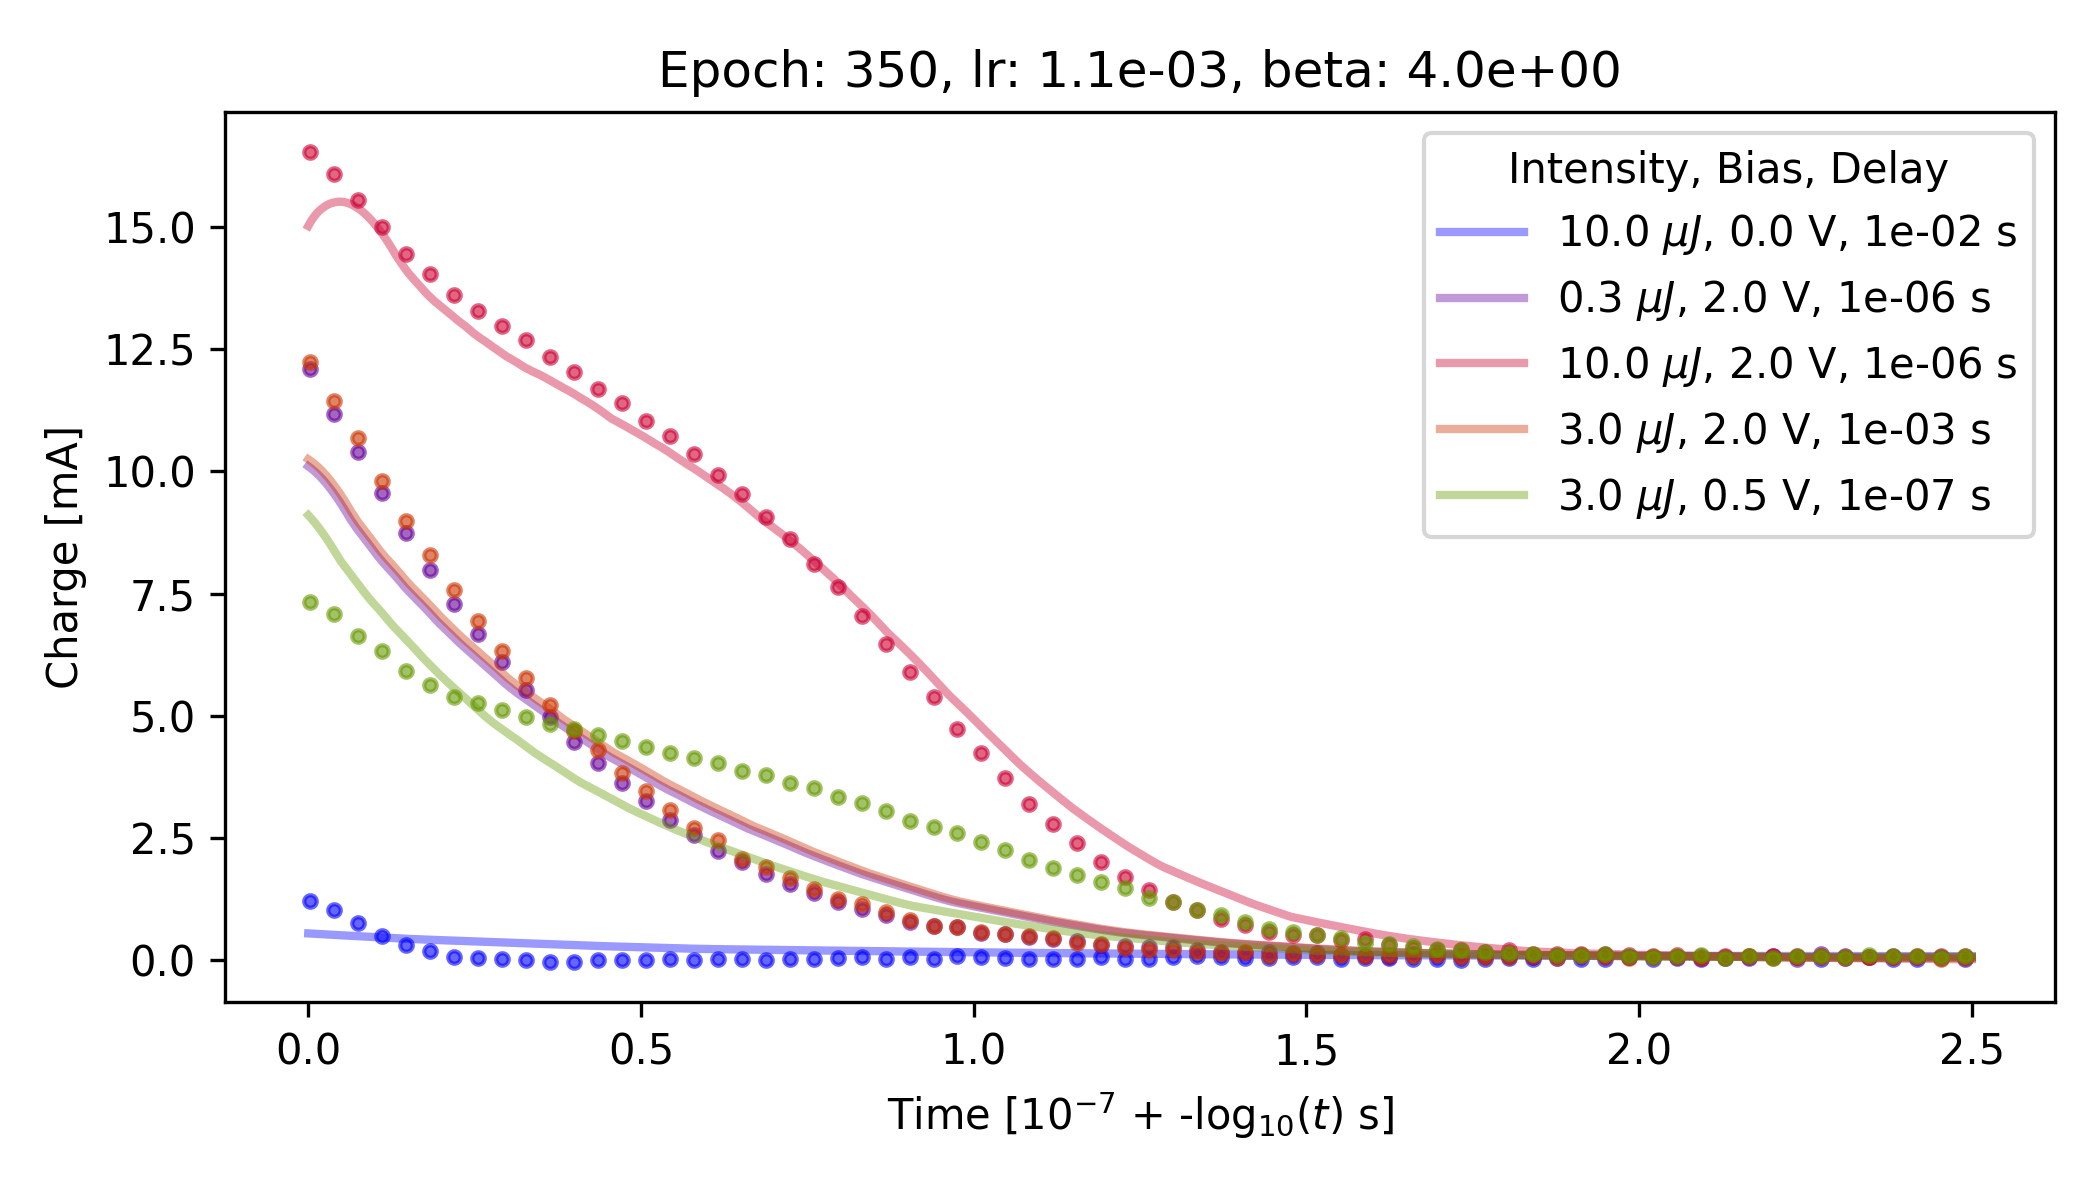 Epoch: 350, lr: 1.1e-03, beta: 4.0e+00
Charge [mA]
15.0
12.5
10.0
7.5
5.0
2.5
0.0
Intensity, Bias, Delay
10.0 μJ, 0.0 V, 1e-02 s
0.3 μJ, 2.0 V, 1e-06 s
10.0 μJ, 2.0 V, 1e-06 s
3.0 μJ, 2.0 V, 1e-03 s
3.0 μJ, 0.5 V, 1e-07 s
0.0 0.5 1.0 1.5 2.0 2.5
Time [10⁻⁷ + -log₁₀(t) s]